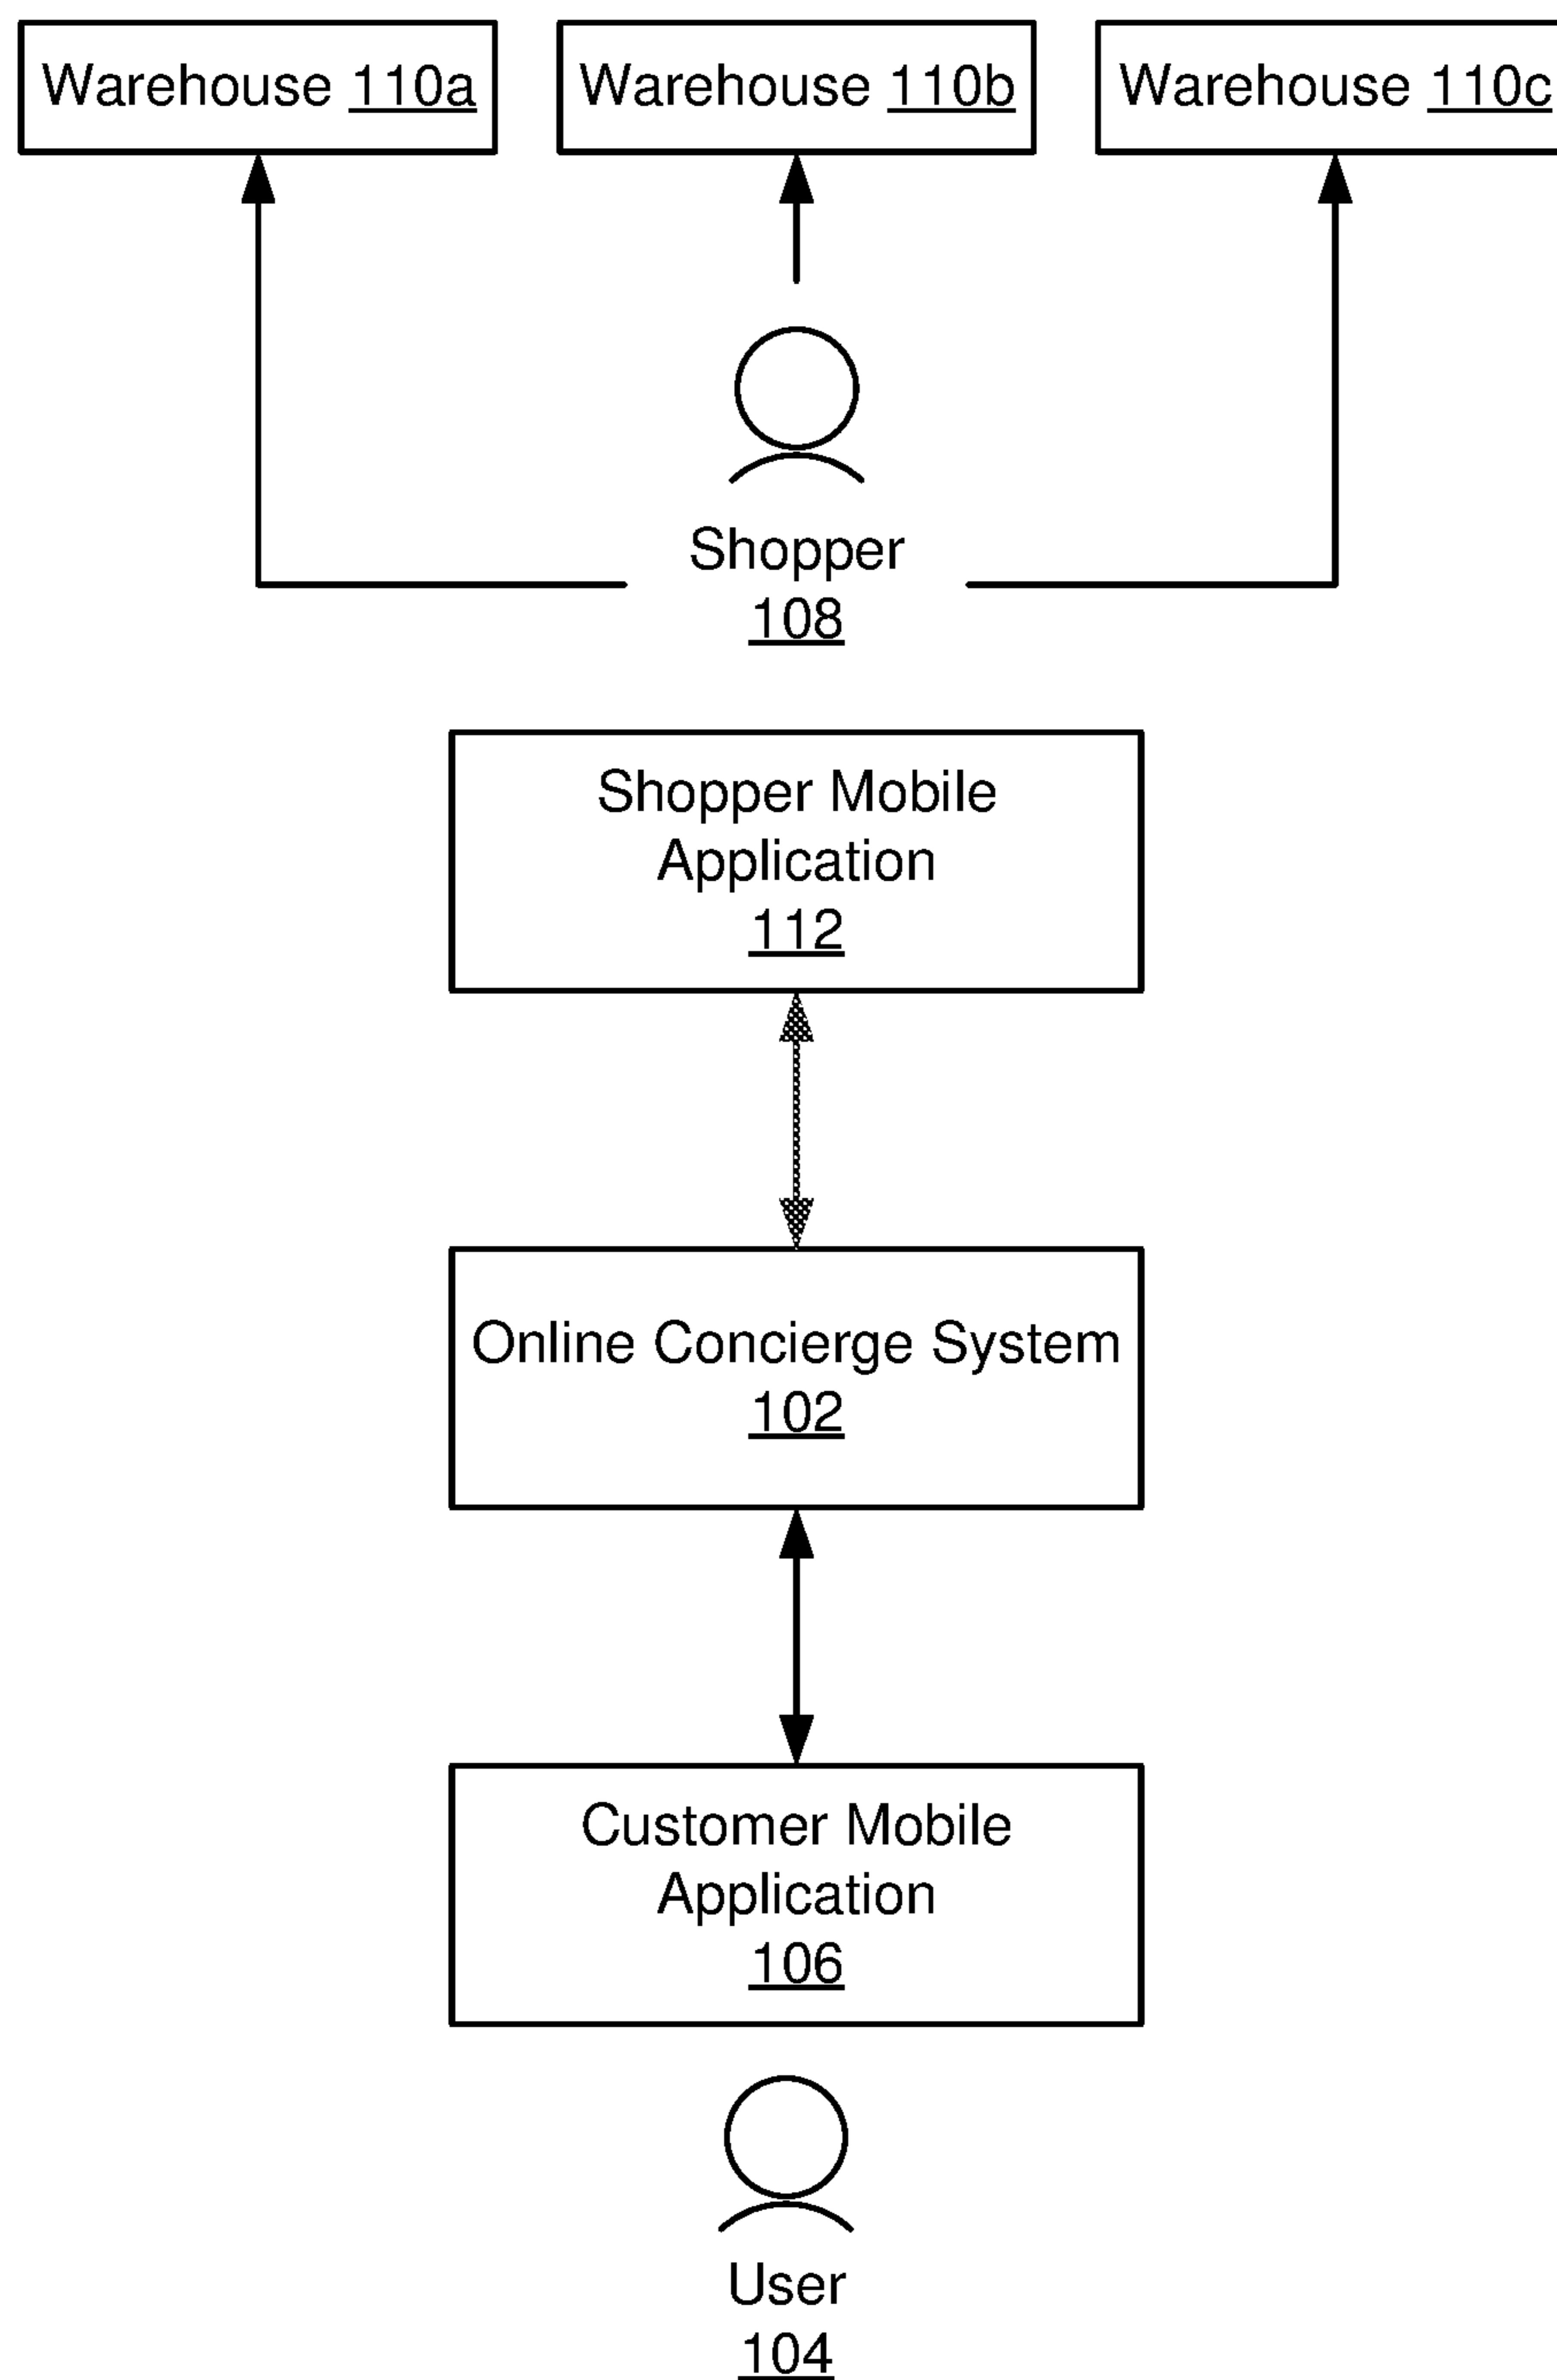 Warehouse 110a
Warehouse 110b
Warehouse 110c
Shopper
108
Shopper Mobile
Application
112
Online Concierge System
102
Customer Mobile
Application
106
User
104